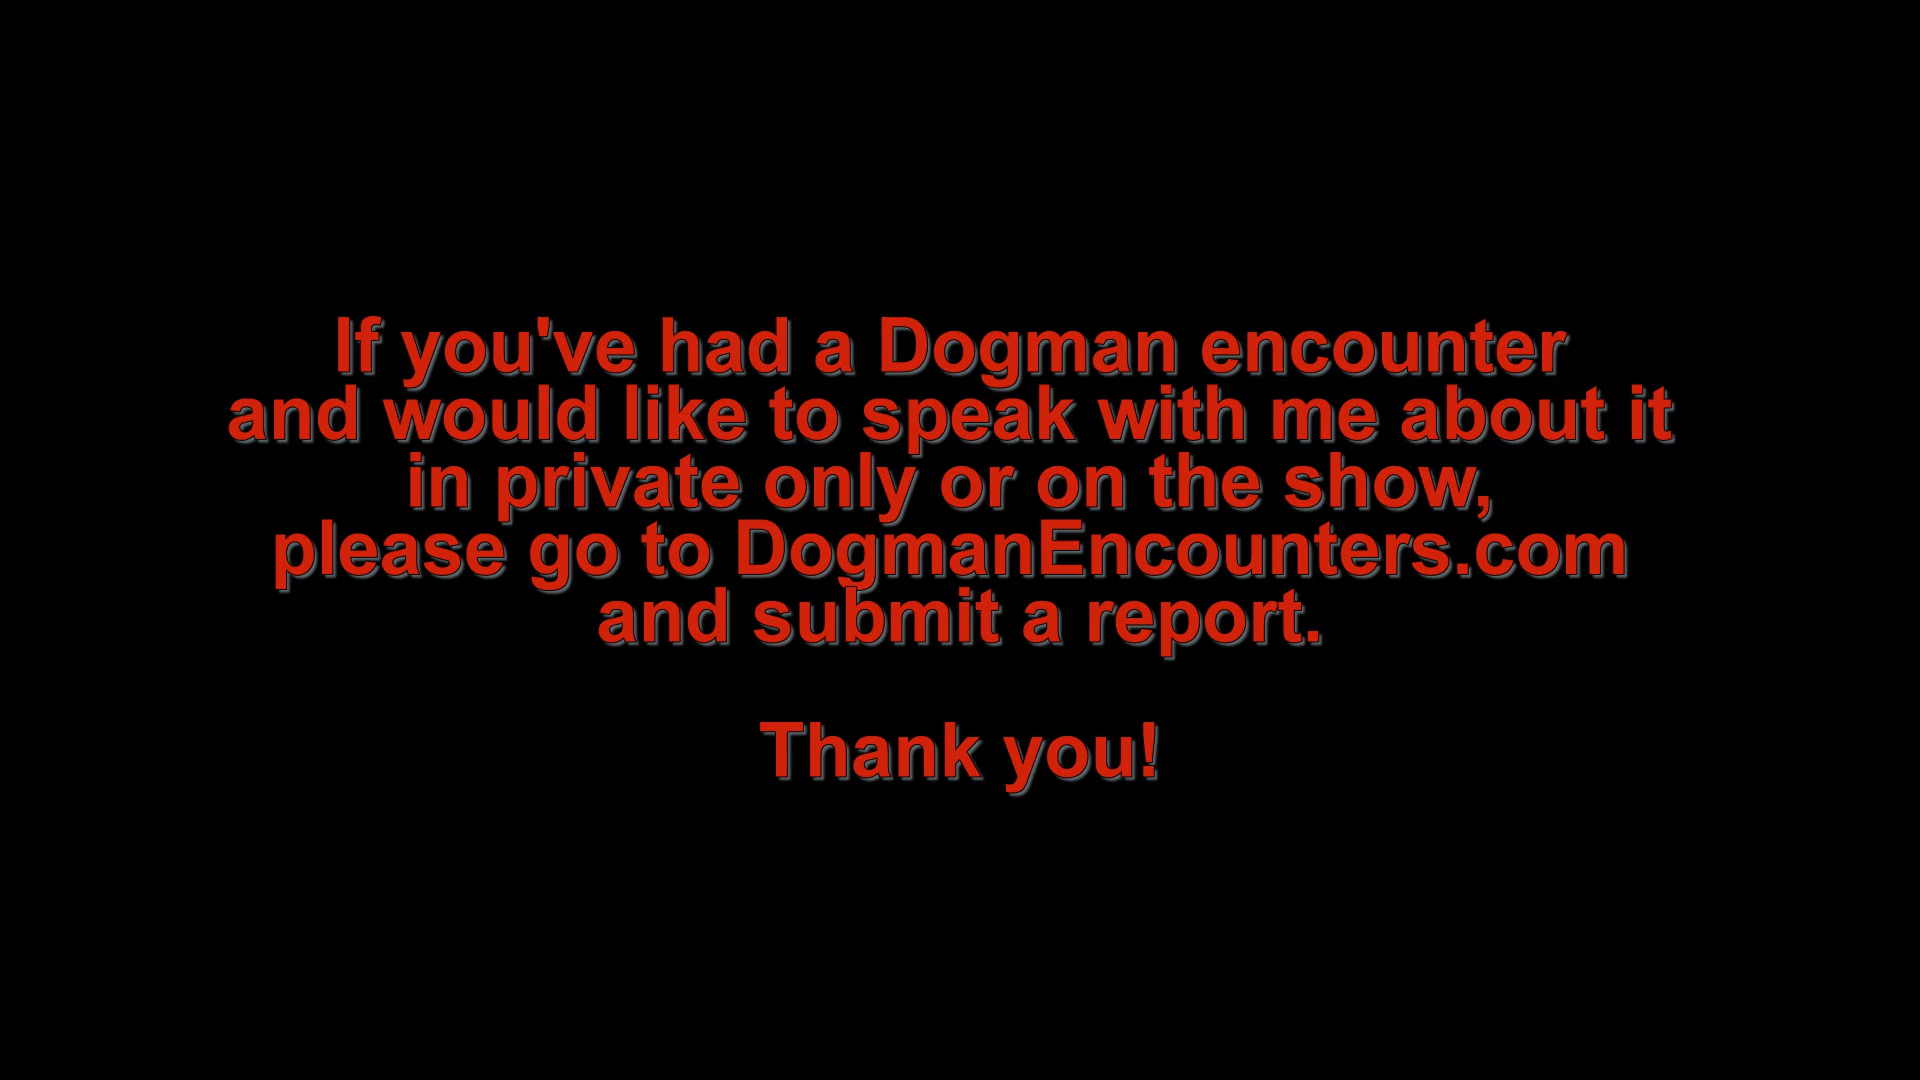 If you've had a Dogman encounter
and would like to speak with me about it
in private only or on the show,
please go to DogmanEncounters.com
and submit a report.
Thank you!